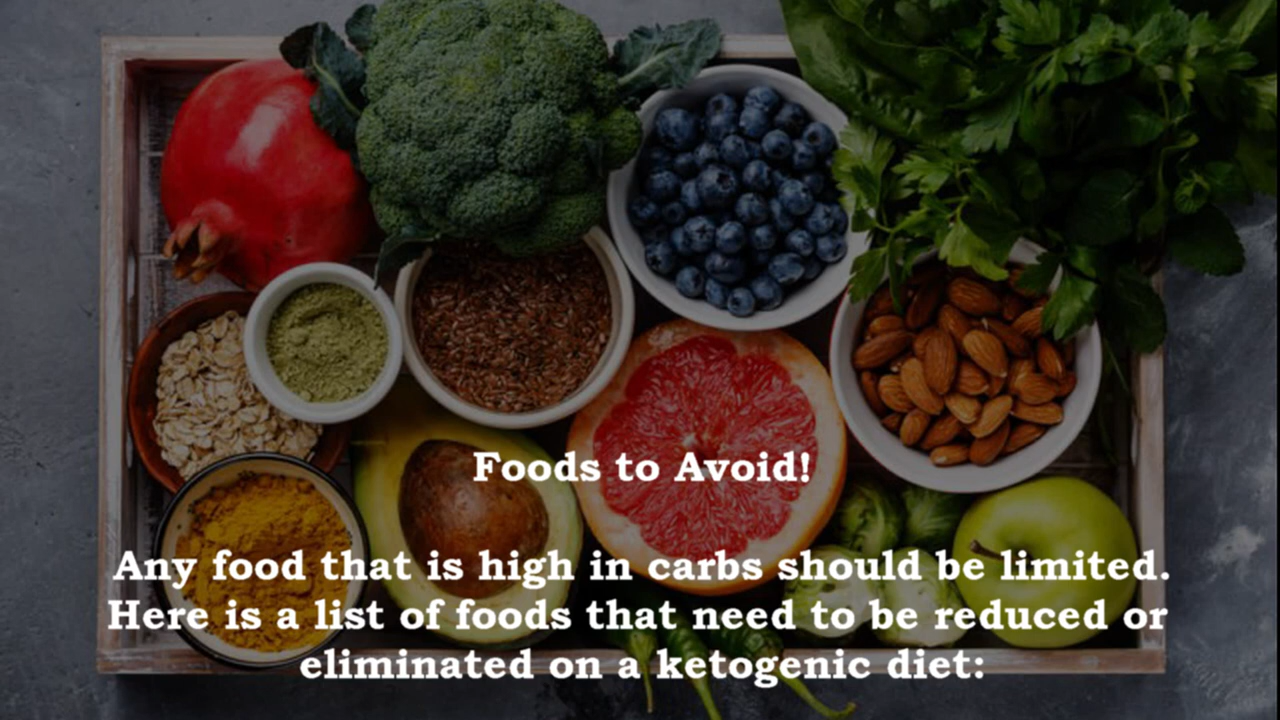 Foods to Avoid!
Any food that is high in carbs should be limited.
Here is a list of foods that need to be reduced or
eliminated on a ketogenic diet: